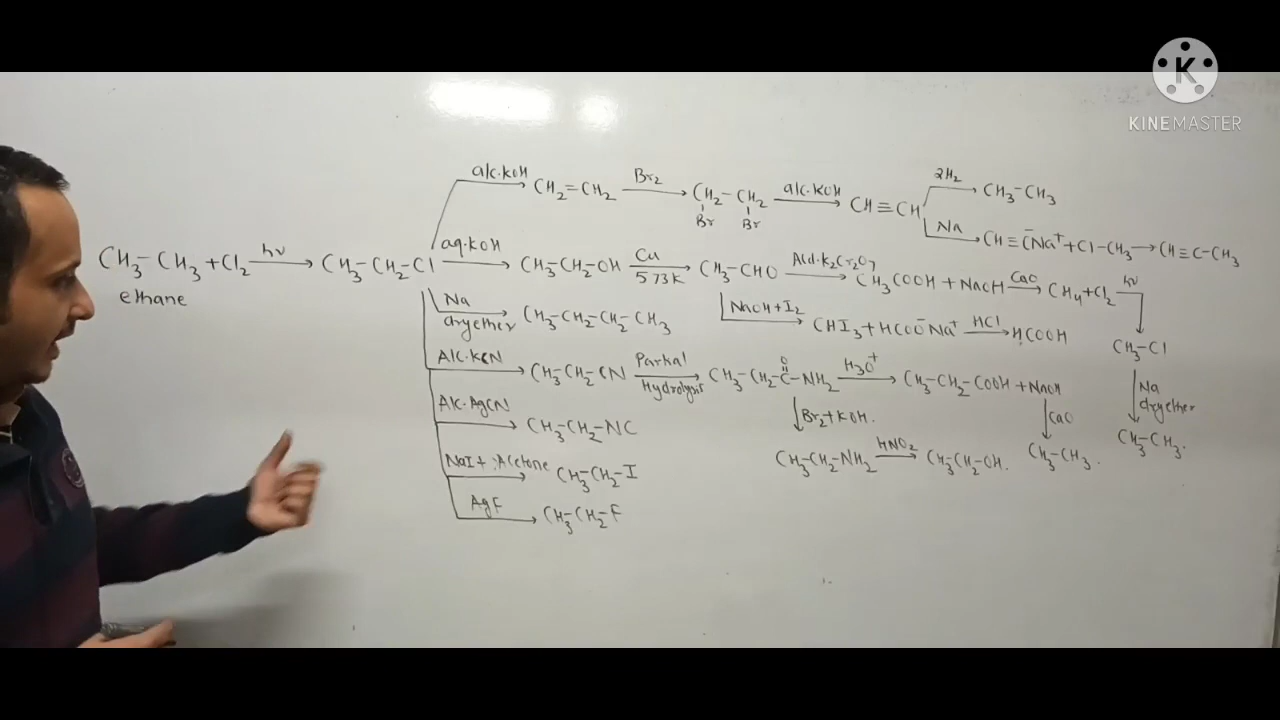 KINEMASTER
alc·KOH CH₂=CH₂ Br₂ CH₂-CH₂ alc·KOH CH≡CH 2H₂ CH₃-CH₃
Br Br
Na CH≡C̄Na⁺+Cl-CH₃→CH≡C-CH₃
CH₃-CH₃+Cl₂ hν CH₃-CH₂-Cl aq·KOH CH₃-CH₂-OH Cu 573K CH₃-CHO Acid·K₂Cr₂O₇ CH₃COOH+NaOH CaO CH₄+Cl₂ hν
ethane
Na dryether CH₃-CH₂-CH₂-CH₃ NaOH+I₂ CHI₃+HCOO⁻Na⁺ HCl HCOOH CH₃-Cl
Alc·KCN CH₃-CH₂-CN Partial Hydrolysis CH₃-CH₂-C-NH₂ H₃O⁺ CH₃-CH₂-COOH+NaOH Na dryether
O
Alc·AgCN CH₃-CH₂-NC Br₂+KOH. CaO CH₃-CH₃.
NaI+;Acetone CH₃-CH₂-I CH₃-CH₂-NH₂ HNO₂ CH₃-CH₂-OH. CH₃-CH₃.
AgF CH₃-CH₂-F